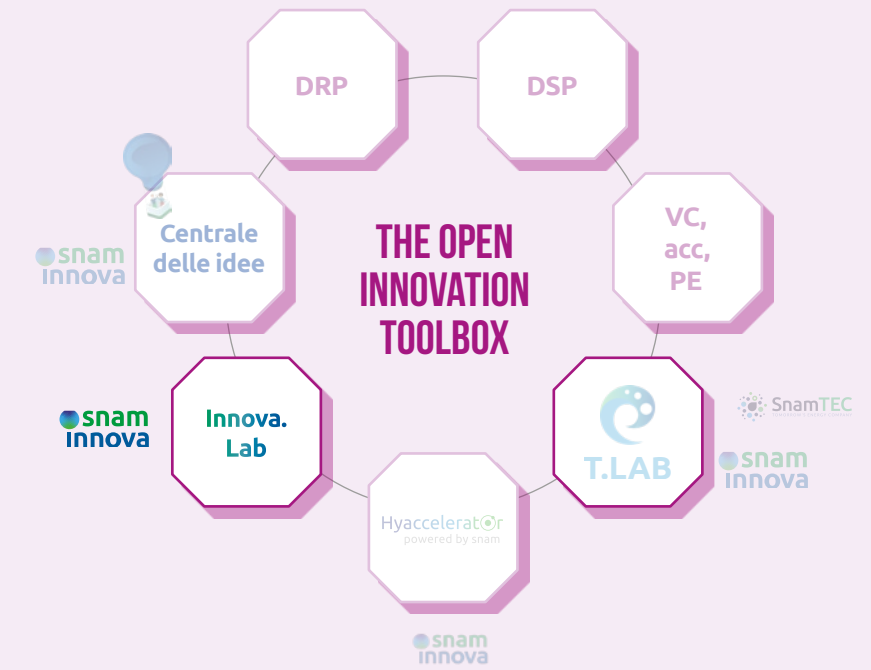 DRP
DSP
Centrale
delle idee
snam
innova
THE OPEN
INNOVATION
TOOLBOX
VC,
acc,
PE
snam
innova
Innova.
Lab
T.LAB
SnamTEC
snam
innova
Hyaccelerator
powered by snam
snam
innova